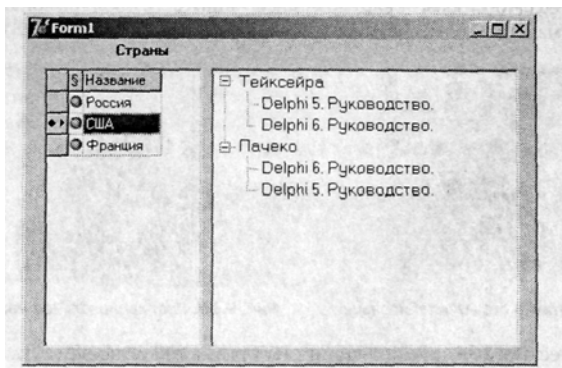 Form1
Страны
§ Название
Россия
США
Франция
Тейксейра
Delphi 5. Руководство.
Delphi 6. Руководство.
Пачеко
Delphi 6. Руководство.
Delphi 5. Руководство.